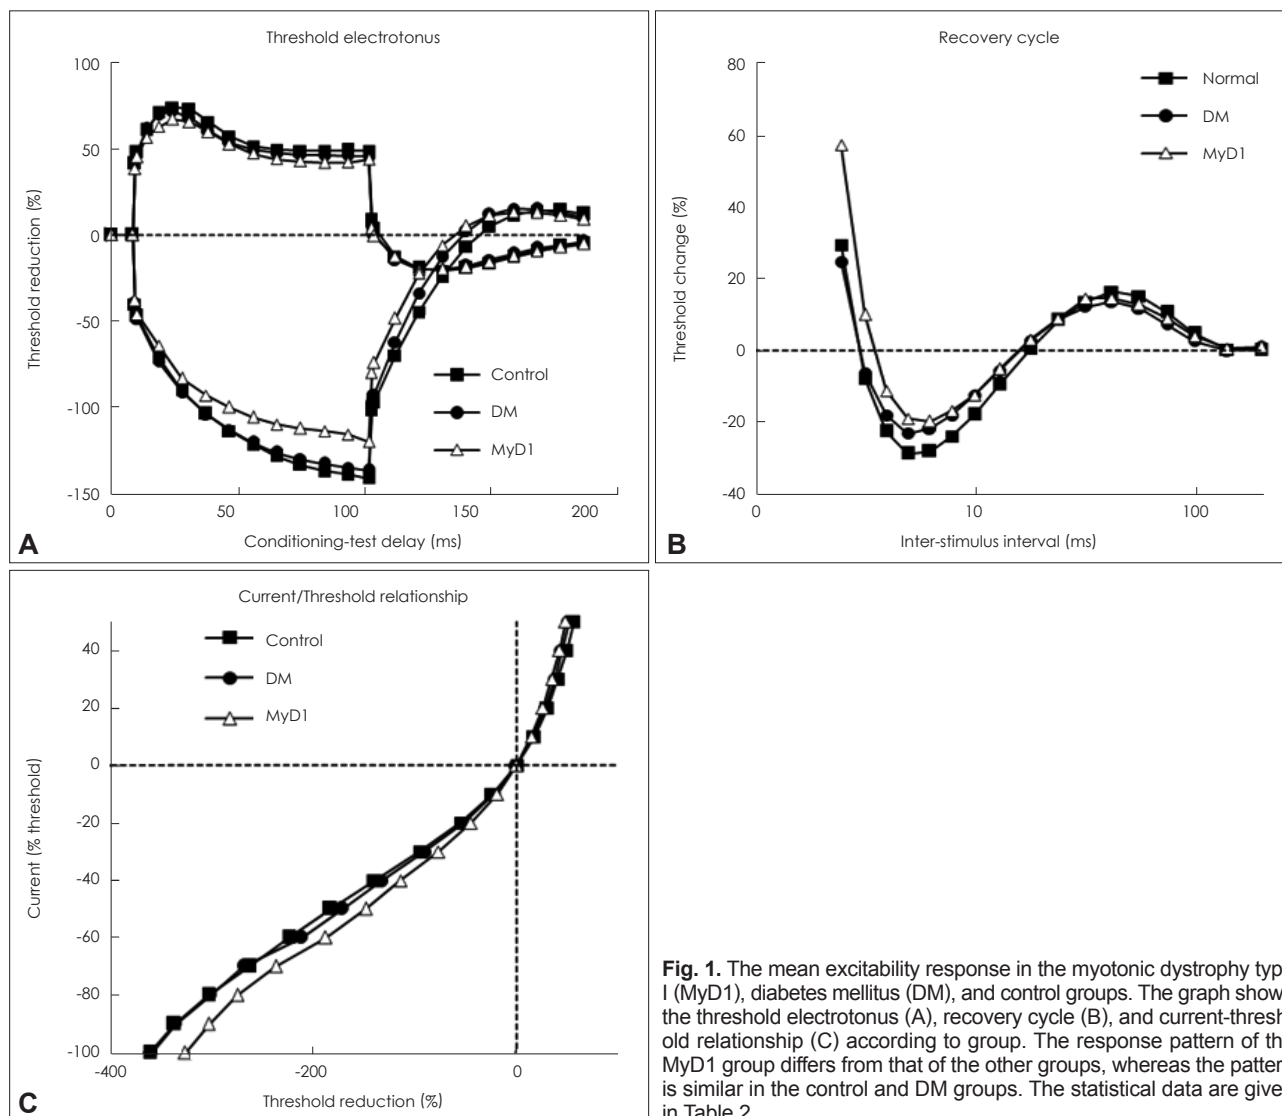 Threshold electrotonus
100
50
0
-50
-100
-150
Threshold reduction (%)
Control
DM
MyD1
0 50 100 150 200
Conditioning-test delay (ms)
A
Recovery cycle
80
60
40
20
0
-20
-40
Threshold change (%)
Normal
DM
MyD1
0 10 100
Inter-stimulus interval (ms)
B
Current/Threshold relationship
40
20
0
-20
-40
-60
-80
-100
Current (% threshold)
Control
DM
MyD1
-400 -200 0
Threshold reduction (%)
C
Fig. 1. The mean excitability response in the myotonic dystrophy typ
I (MyD1), diabetes mellitus (DM), and control groups. The graph show
the threshold electrotonus (A), recovery cycle (B), and current-thresh
old relationship (C) according to group. The response pattern of th
MyD1 group differs from that of the other groups, whereas the patter
is similar in the control and DM groups. The statistical data are give
in Table 2